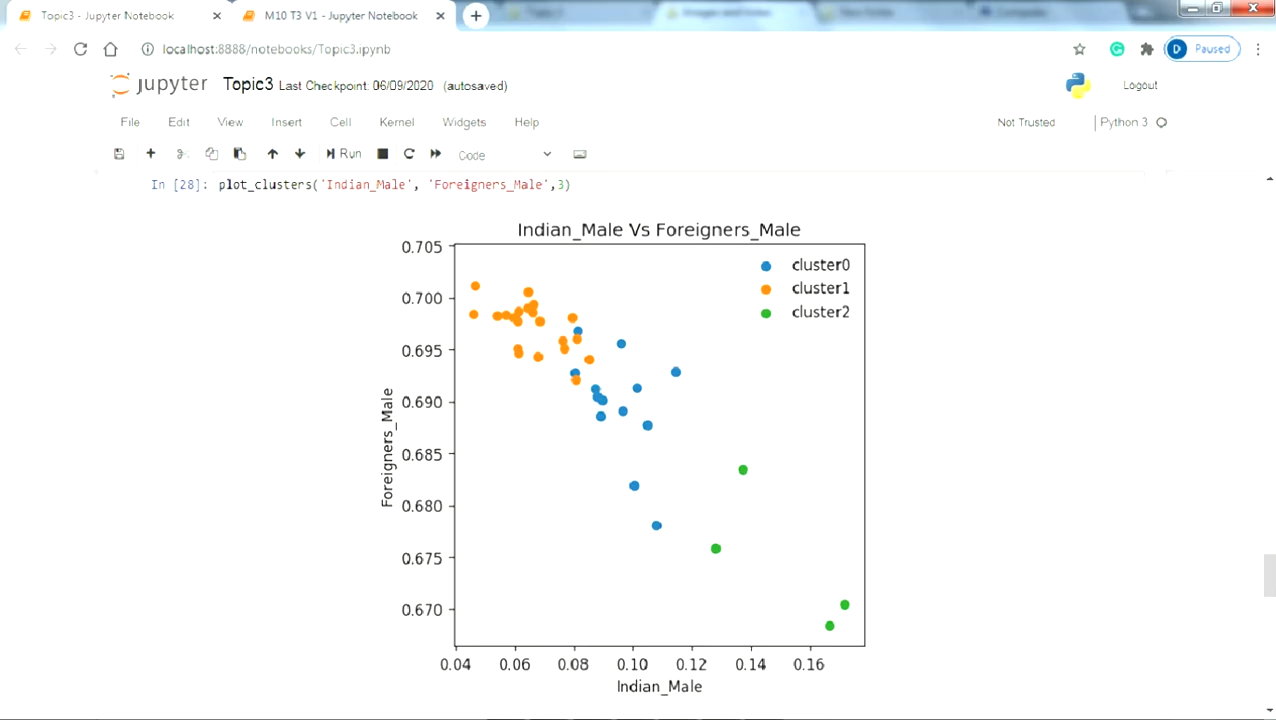 Topic3 - Jupyter Notebook
M10 T3 V1 - Jupyter Notebook
localhost:8888/notebooks/Topic3.ipynb
D Paused
jupyter Topic3 Last Checkpoint: 06/09/2020 (autosaved)
Logout
File Edit View Insert Cell Kernel Widgets Help
Not Trusted
Python 3
Run
Code
In [28]: plot_clusters('Indian_Male', 'Foreigners_Male',3)
Indian_Male Vs Foreigners_Male
0.705
0.700
0.695
0.690
0.685
0.680
0.675
0.670
Foreigners_Male
cluster0
cluster1
cluster2
0.04 0.06 0.08 0.10 0.12 0.14 0.16
Indian_Male